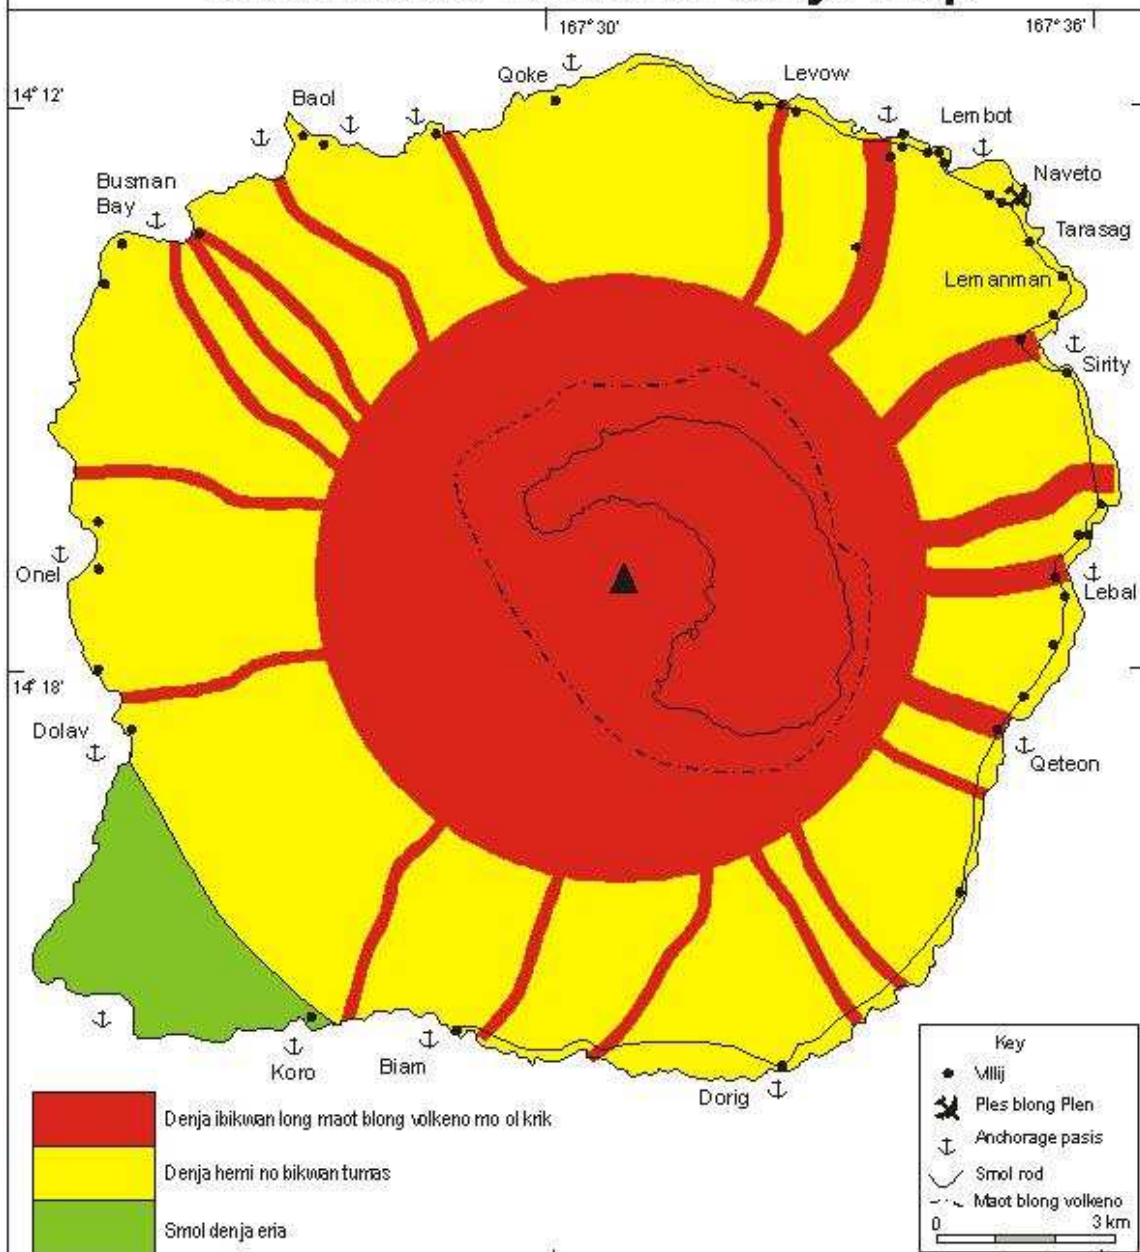 167° 30'
167° 36'
Qoke
Levow
14° 12'
Baol
Lembot
Naveto
Busman
Bay
Tarasag
Lemanman
Sirity
Onel
Lebal
14° 18'
Dolav
Qeteon
Koro
Biam
Dorig
Key
Villij
Ples blong Plen
Anchorage pasis
Smol rod
Maot blong volkeno
0 3 km
Denja ibikwan long maot blong volkeno mo ol krik
Denja hemi no bikwan tumas
Smol denja eria